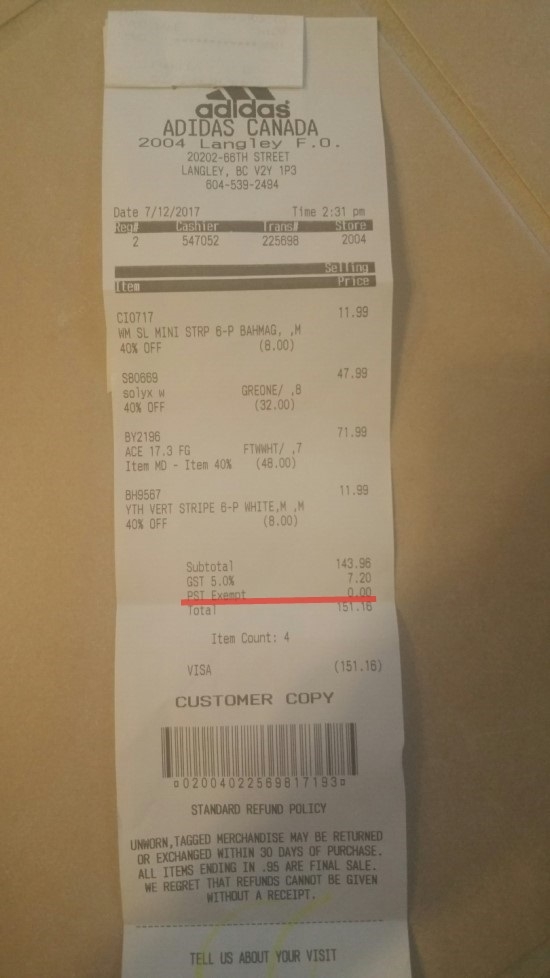 adidas
ADIDAS CANADA
2004 Langley F.O.
20202-66TH STREET
LANGLEY, BC V2Y 1P3
604-539-2494
Date 7/12/2017 Time 2:31 pm
Reg# Cashier Trans# Store
2 547052 225698 2004
Selling
Item Price
CI0717 11.99
WM SL MINI STRP 6-P BAHMAG, ,M
40% OFF (8.00)
S80669 47.99
solyx w GREONE/ ,8
40% OFF (32.00)
BY2196 71.99
ACE 17.3 FG FTWWHT/ ,7
Item MD - Item 40% (48.00)
BH9567 11.99
YTH VERT STRIPE 6-P WHITE,M ,M
40% OFF (8.00)
Subtotal 143.96
GST 5.0% 7.20
PST Exempt 0.00
Total 151.16
Item Count: 4
VISA (151.16)
CUSTOMER COPY
¤02004022569817193¤
STANDARD REFUND POLICY
UNWORN,TAGGED MERCHANDISE MAY BE RETURNED
OR EXCHANGED WITHIN 30 DAYS OF PURCHASE.
ALL ITEMS ENDING IN .95 ARE FINAL SALE.
WE REGRET THAT REFUNDS CANNOT BE GIVEN
WITHOUT A RECEIPT.
TELL US ABOUT YOUR VISIT